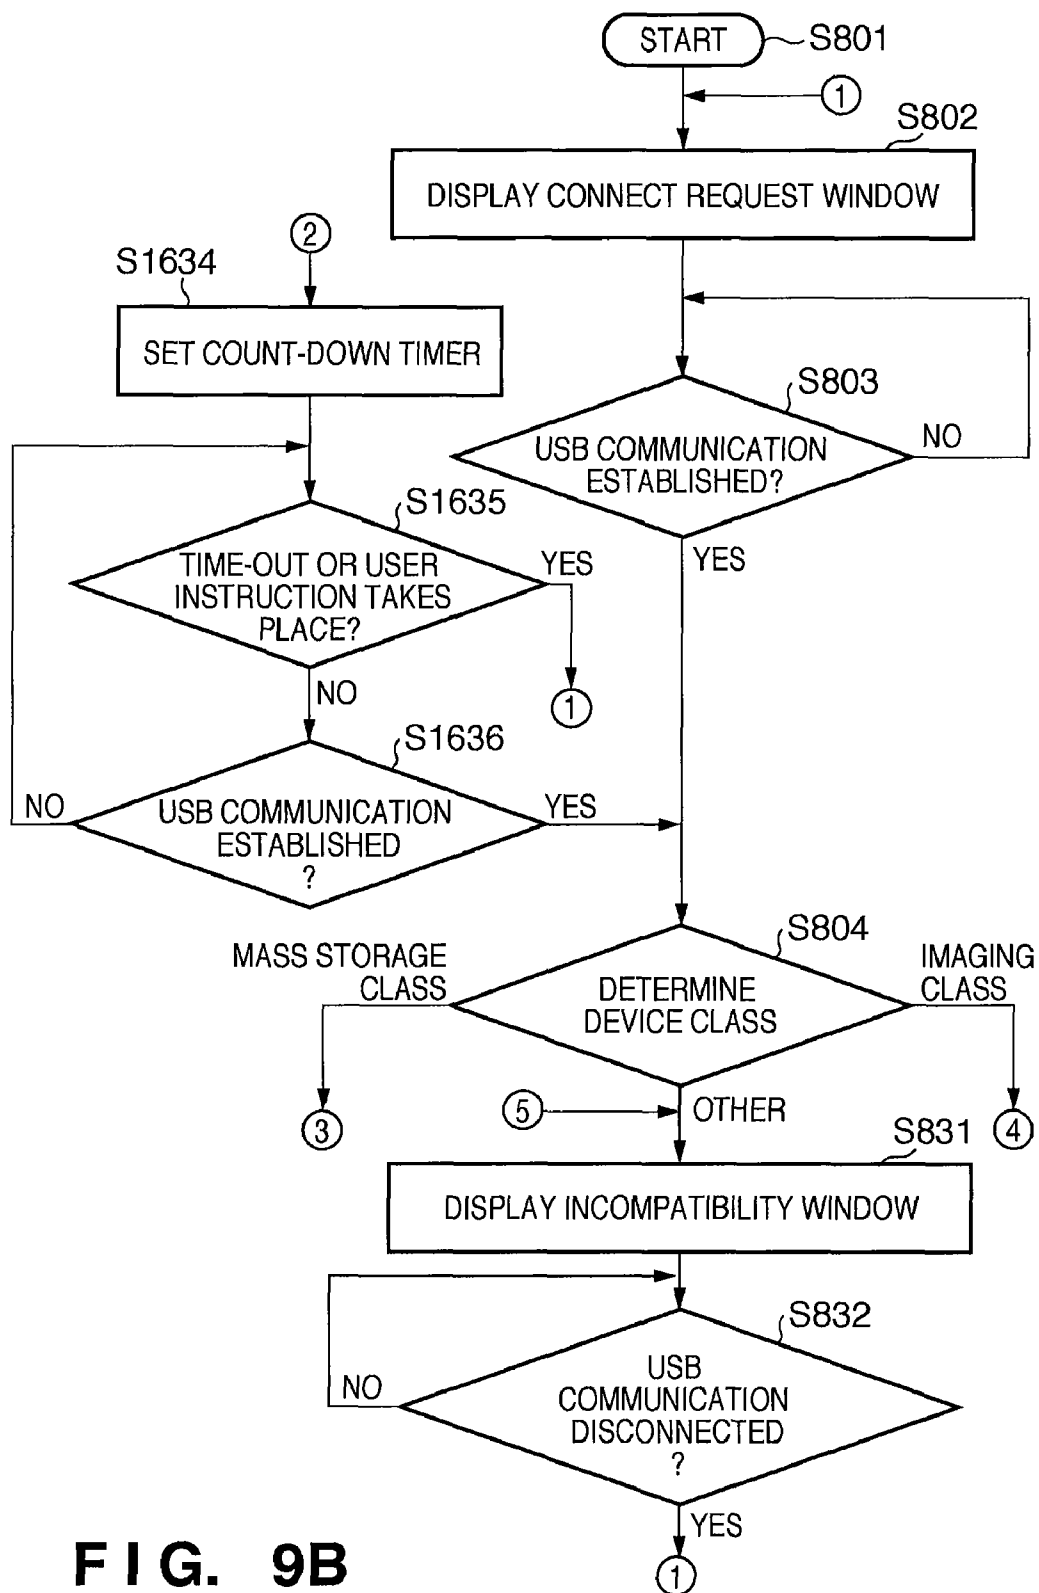 START
S801
1
S802
DISPLAY CONNECT REQUEST WINDOW
2
S1634
SET COUNT-DOWN TIMER
S803
USB COMMUNICATION
ESTABLISHED?
NO
YES
S1635
TIME-OUT OR USER
INSTRUCTION TAKES
PLACE?
YES
1
NO
S1636
USB COMMUNICATION
ESTABLISHED
?
NO
YES
S804
DETERMINE
DEVICE CLASS
MASS STORAGE
CLASS
IMAGING
CLASS
3
5
OTHER
4
S831
DISPLAY INCOMPATIBILITY WINDOW
S832
USB
COMMUNICATION
DISCONNECTED
?
NO
YES
1
FIG. 9B